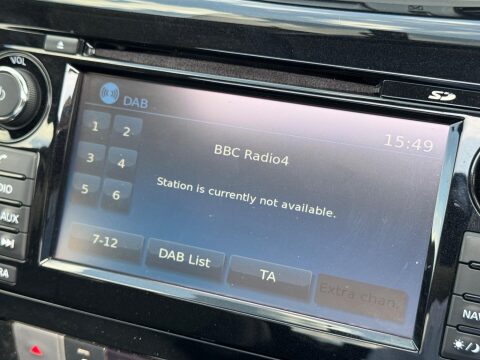 VOL
SD
DAB
15:49
1 2
BBC Radio4
3 4
Station is currently not available.
5 6
7-12
DAB List
TA
Extra chan.
AUX
NAV